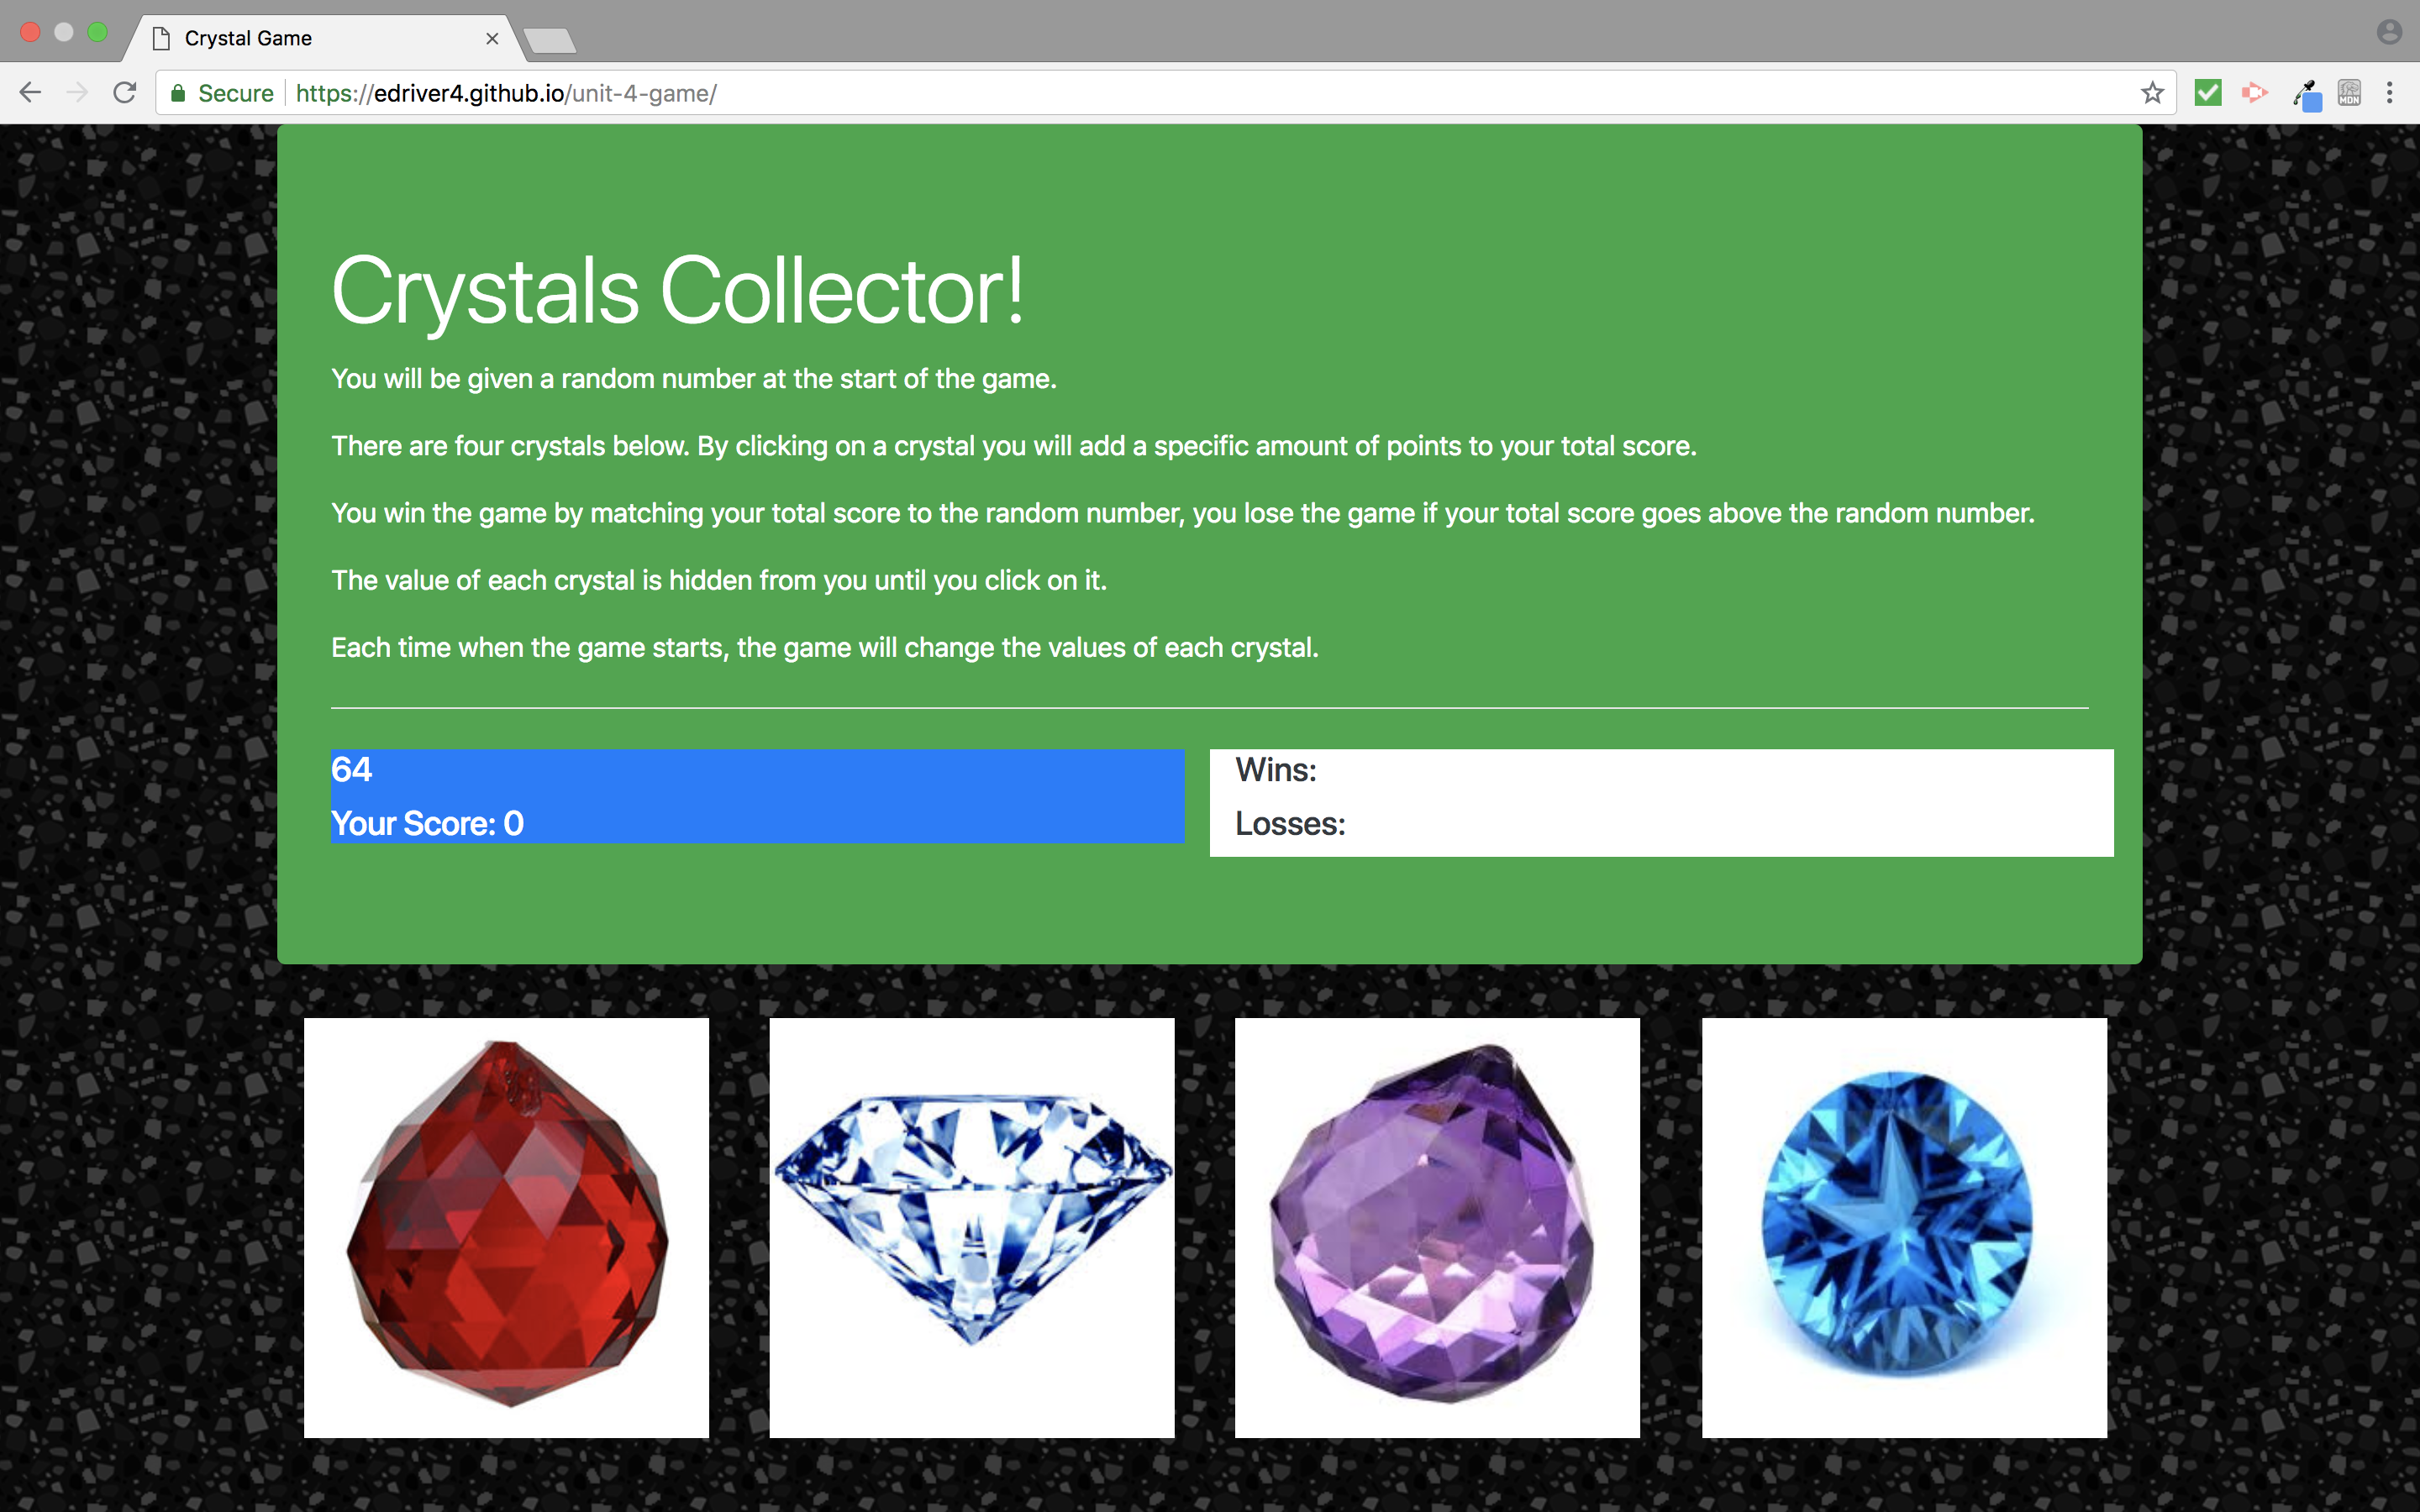 Crystal Game
Secure https://edriver4.github.io/unit-4-game/
MDN
Crystals Collector!
You will be given a random number at the start of the game.
There are four crystals below. By clicking on a crystal you will add a specific amount of points to your total score.
You win the game by matching your total score to the random number, you lose the game if your total score goes above the random number.
The value of each crystal is hidden from you until you click on it.
Each time when the game starts, the game will change the values of each crystal.
64
Your Score: 0
Wins:
Losses: